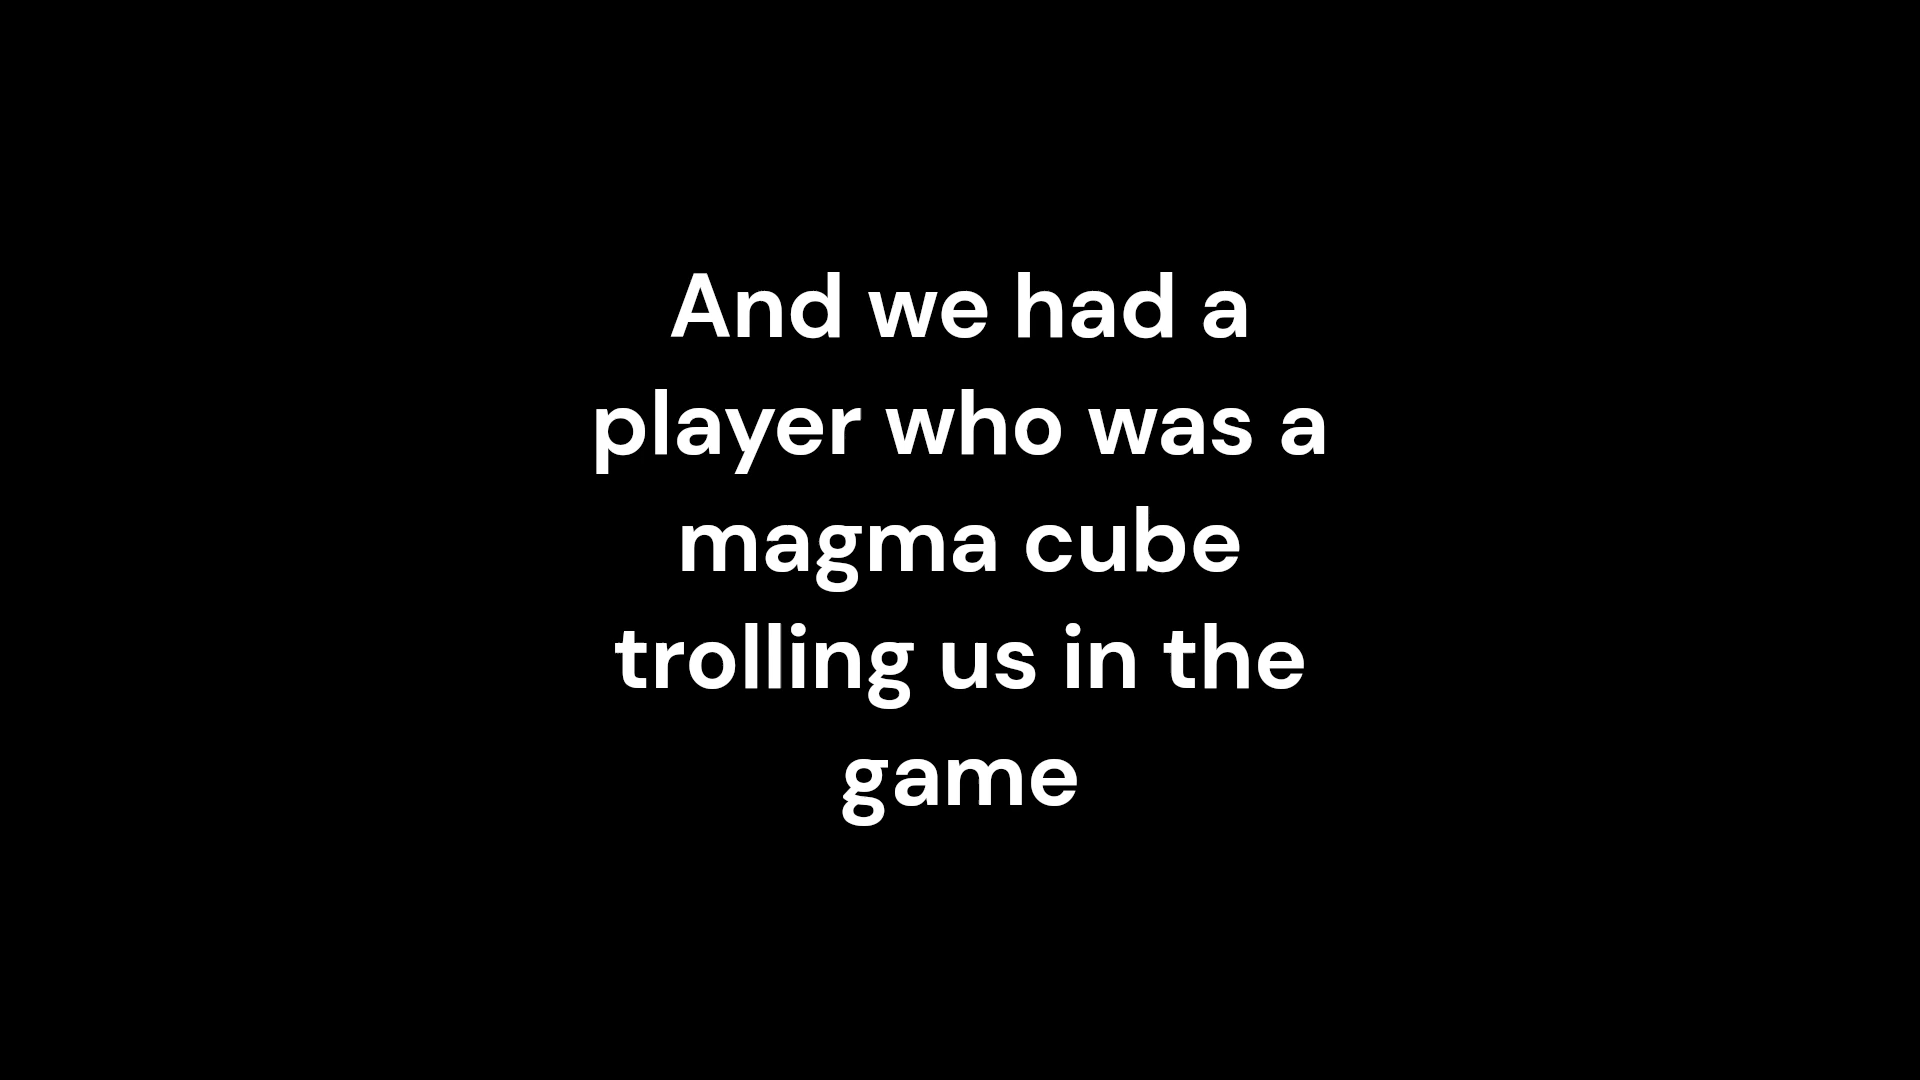 And we had a
player who was a
magma cube
trolling us in the
game